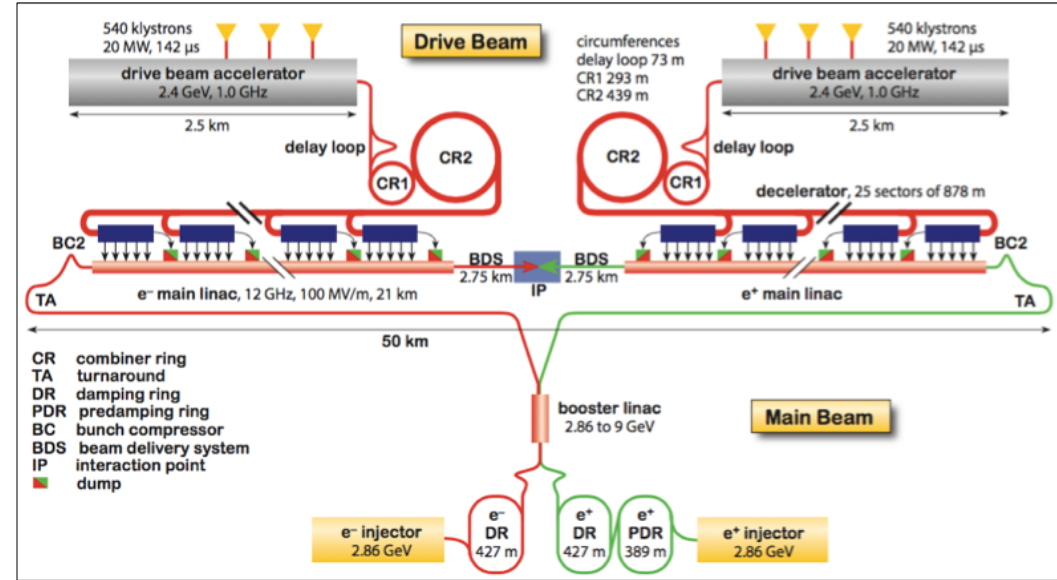 540 klystrons
20 MW, 142 µs
Drive Beam
circumferences
delay loop 73 m
CR1 293 m
CR2 439 m
540 klystrons
20 MW, 142 µs
drive beam accelerator
2.4 GeV, 1.0 GHz
drive beam accelerator
2.4 GeV, 1.0 GHz
2.5 km
2.5 km
delay loop
CR2
CR1
CR2
CR1
delay loop
decelerator, 25 sectors of 878 m
BC2
BDS
2.75 km
IP
BDS
2.75 km
BC2
TA
e⁻ main linac, 12 GHz, 100 MV/m, 21 km
e⁺ main linac
TA
50 km
CR combiner ring
TA turnaround
DR damping ring
PDR predamping ring
BC bunch compressor
BDS beam delivery system
IP interaction point
dump
booster linac
2.86 to 9 GeV
Main Beam
e⁻ injector
2.86 GeV
e⁻
DR
427 m
e⁺
DR
427 m
e⁺
PDR
389 m
e⁺ injector
2.86 GeV